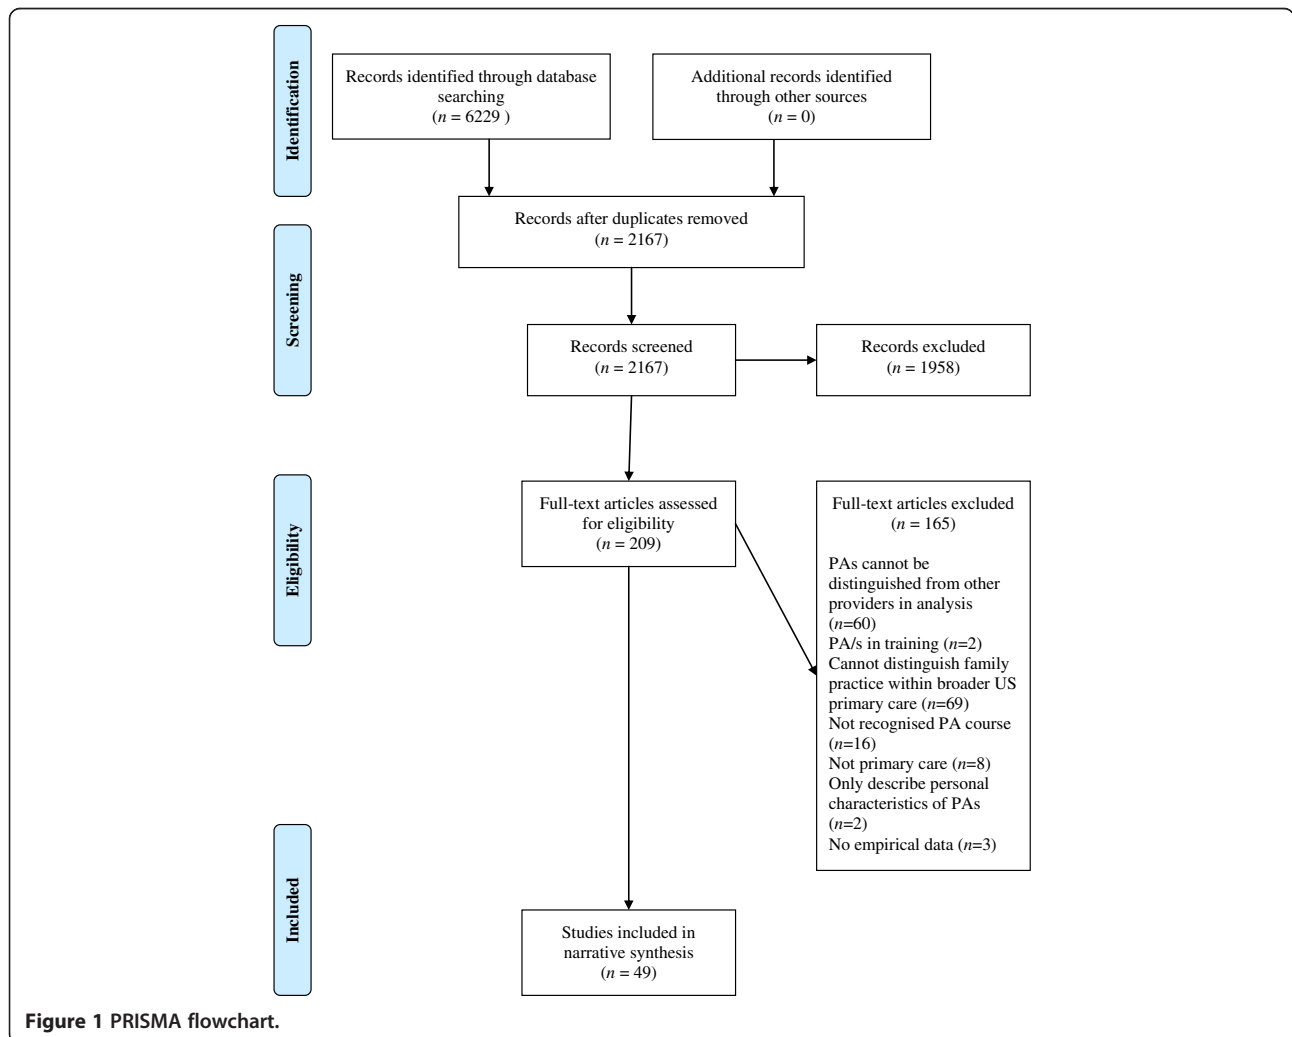 Identification
Records identified through database
searching
(n = 6229 )
Additional records identified
through other sources
(n = 0)
Records after duplicates removed
(n = 2167)
Screening
Records screened
(n = 2167)
Records excluded
(n = 1958)
Eligibility
Full-text articles assessed
for eligibility
(n = 209)
Full-text articles excluded
(n = 165)
PAs cannot be
distinguished from other
providers in analysis
(n=60)
PA/s in training (n=2)
Cannot distinguish family
practice within broader US
primary care (n=69)
Not recognised PA course
(n=16)
Not primary care (n=8)
Only describe personal
characteristics of PAs
(n=2)
No empirical data (n=3)
Included
Studies included in
narrative synthesis
(n = 49)
Figure 1 PRISMA flowchart.